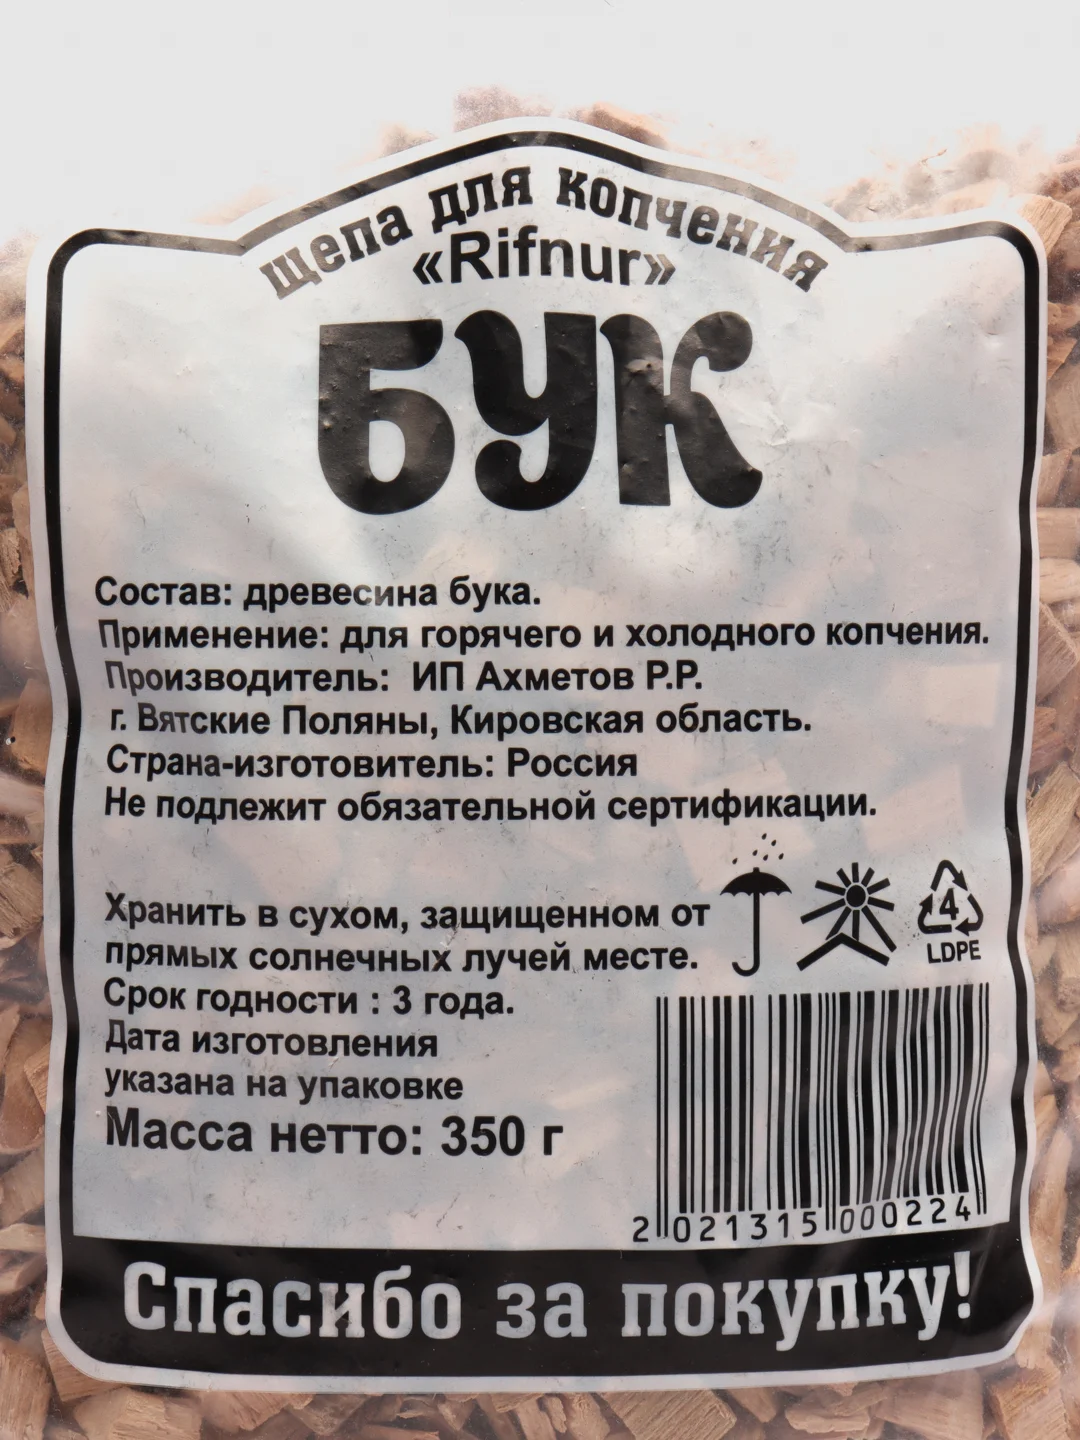 щепа для копчения
«Rifnur»
БУК
Состав: древесина бука.
Применение: для горячего и холодного копчения.
Производитель: ИП Ахметов Р.Р.
г. Вятские Поляны, Кировская область.
Страна-изготовитель: Россия
Не подлежит обязательной сертификации.
Хранить в сухом, защищенном от
прямых солнечных лучей месте.
Срок годности : 3 года.
Дата изготовления
указана на упаковке
Масса нетто: 350 г
4
LDPE
2 021315 000224
Спасибо за покупку!